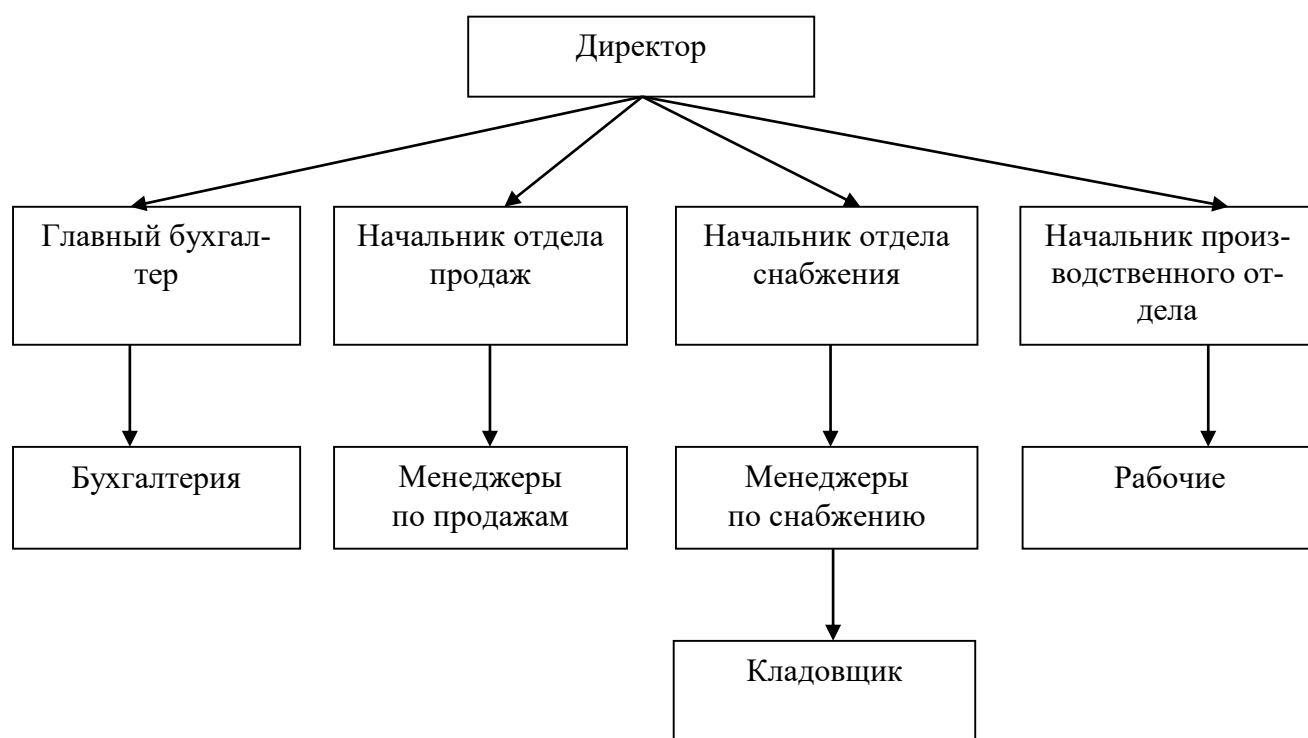 Директор
Главный бухгал-
тер
Начальник отдела
продаж
Начальник отдела
снабжения
Начальник произ-
водственного от-
дела
Бухгалтерия
Менеджеры
по продажам
Менеджеры
по снабжению
Рабочие
Кладовщик